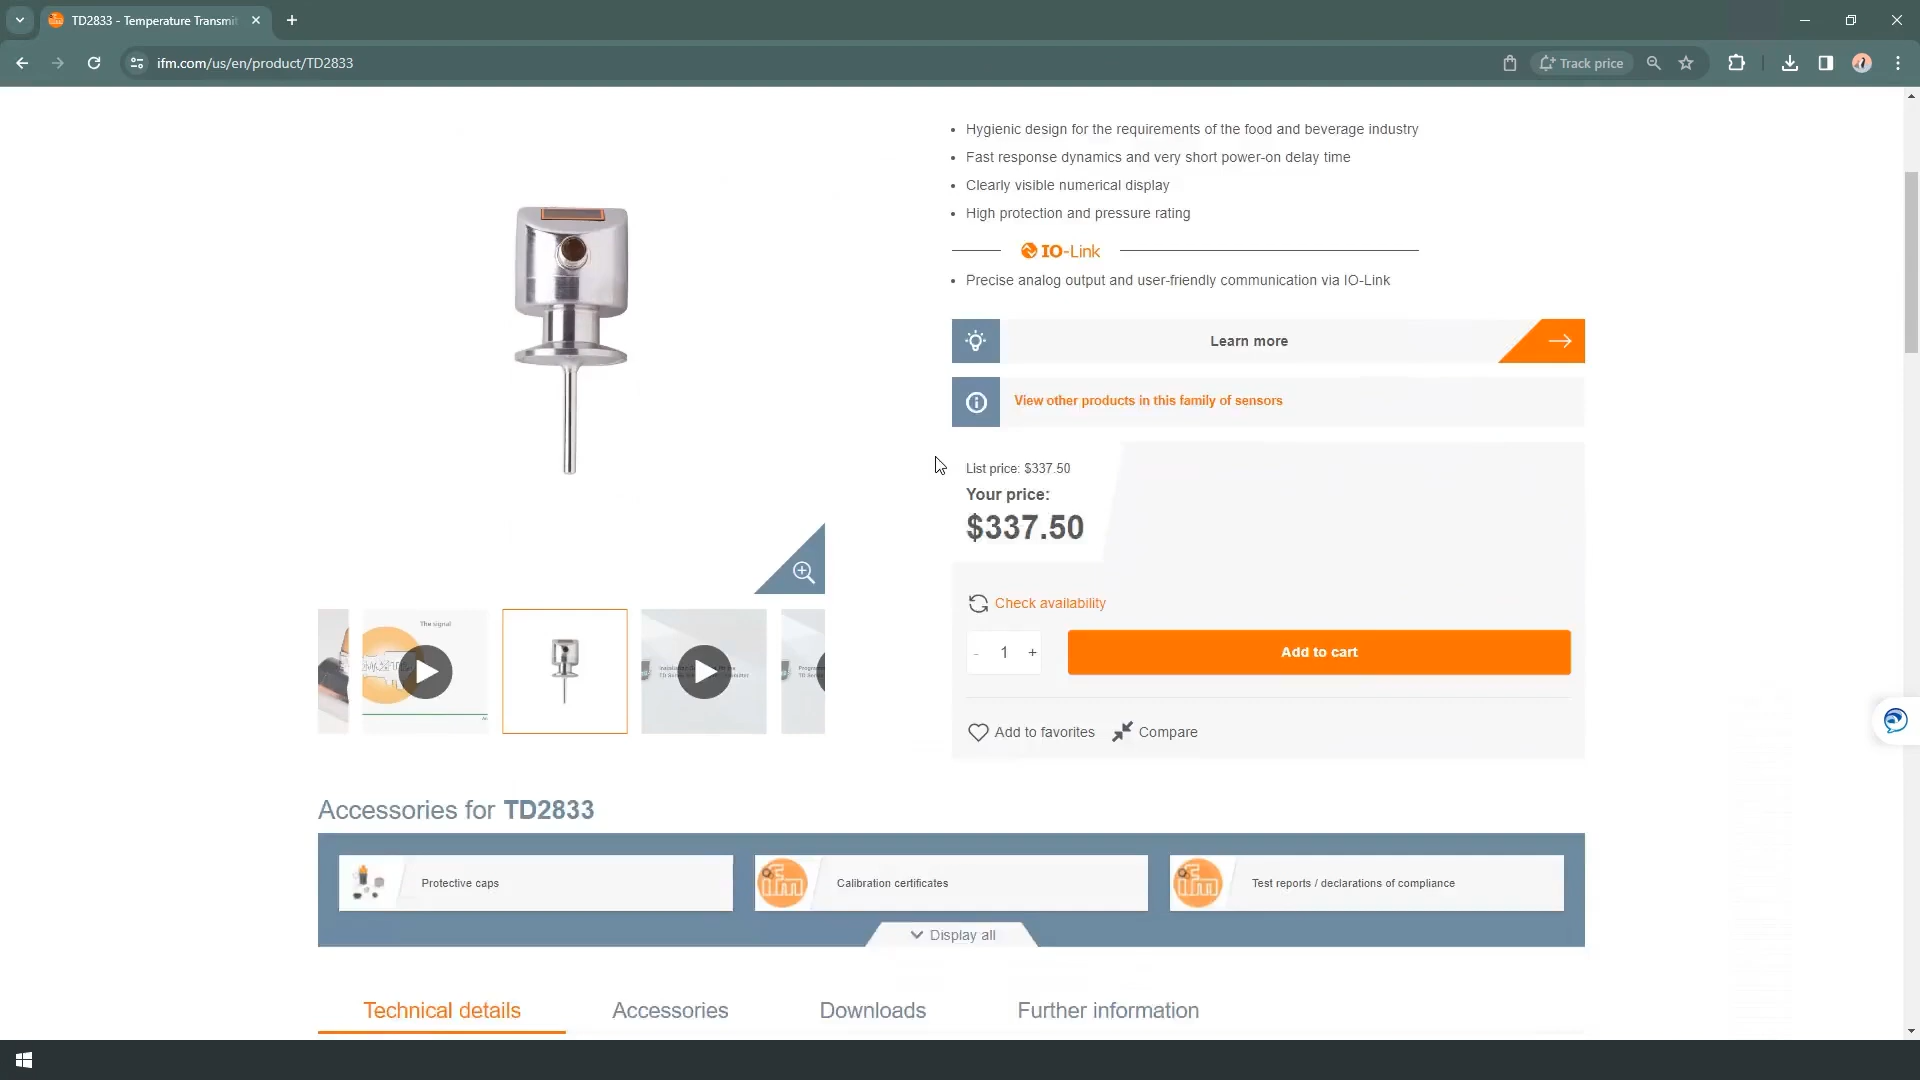 TD2833 - Temperature Transmi
ifm.com/us/en/product/TD2833
Track price
Hygienic design for the requirements of the food and beverage industry
Fast response dynamics and very short power-on delay time
Clearly visible numerical display
High protection and pressure rating
IO-Link
Precise analog output and user-friendly communication via IO-Link
Learn more
View other products in this family of sensors
List price: $337.50
Your price:
$337.50
Check availability
- 1 +
Add to cart
The signal
Add to favorites
Compare
Accessories for TD2833
Protective caps
ifm
Calibration certificates
ifm
Test reports / declarations of compliance
Display all
Technical details
Accessories
Downloads
Further information